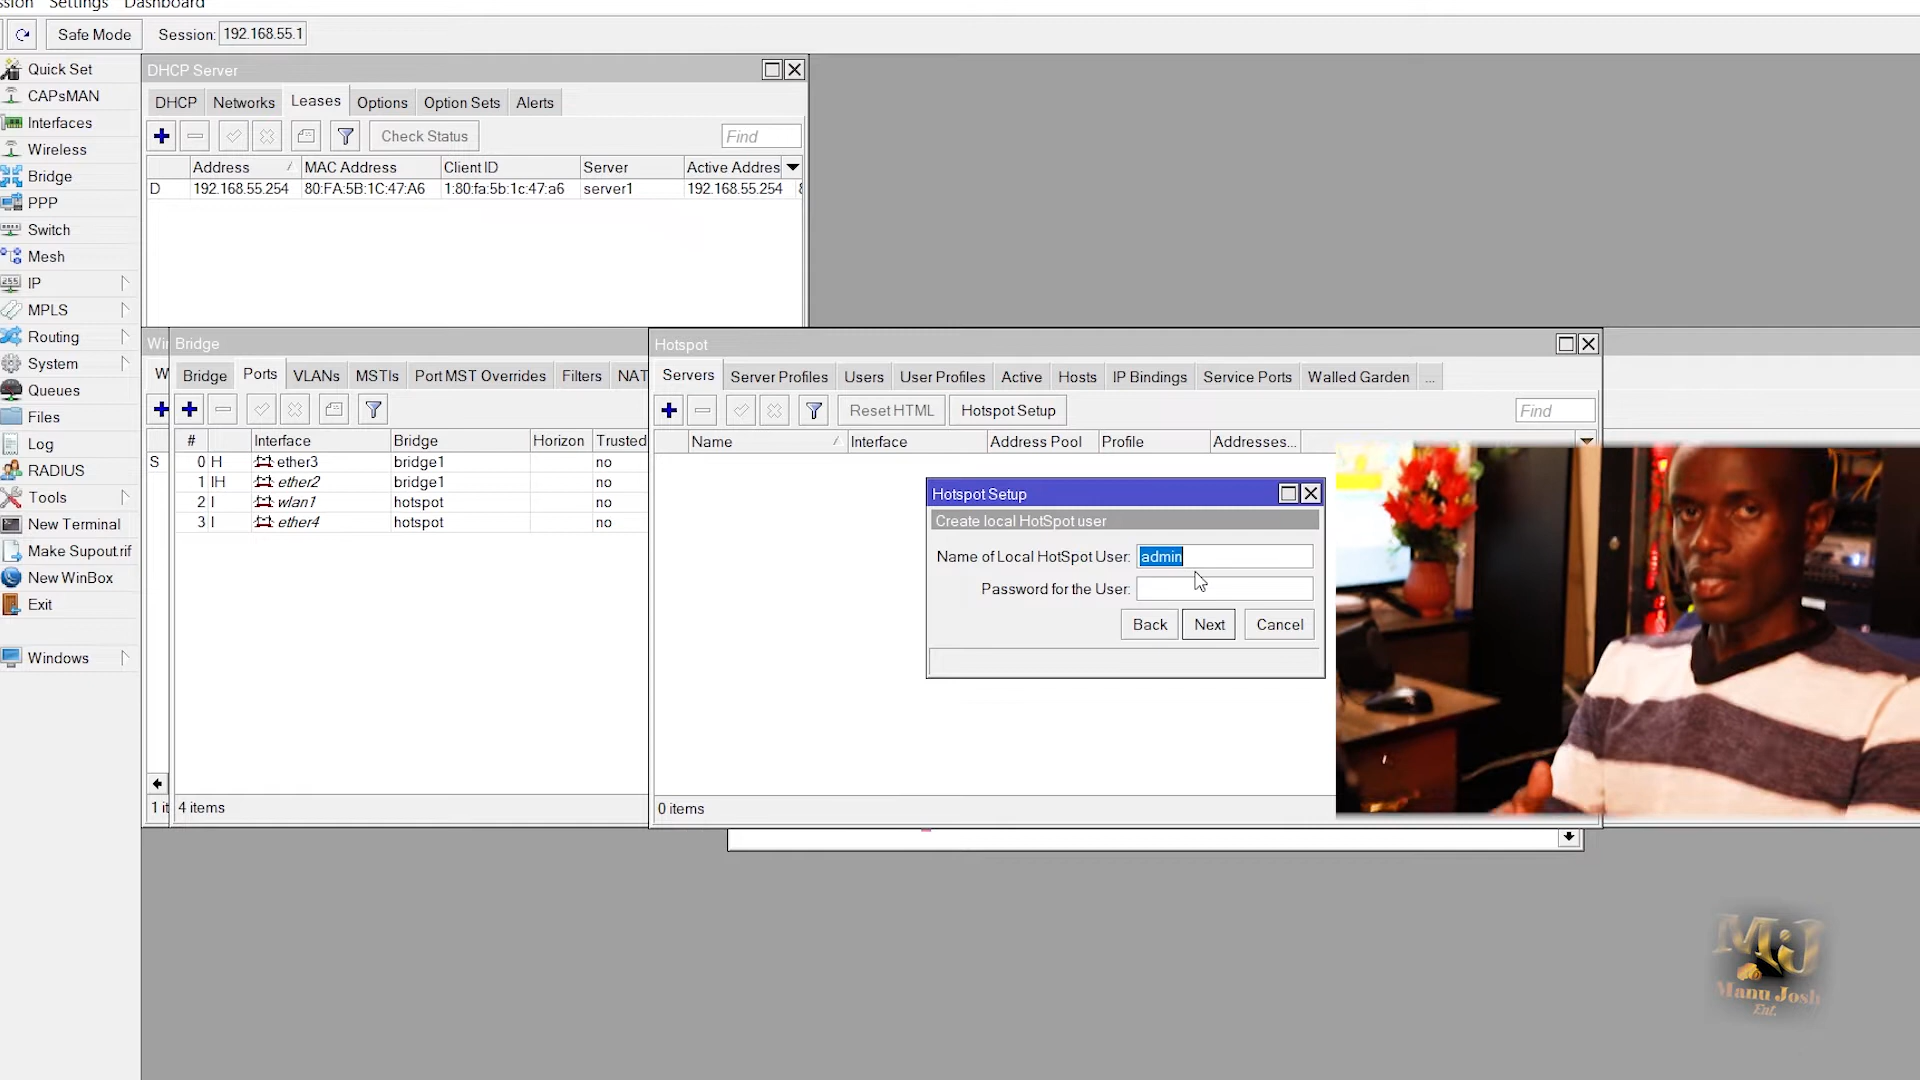 ssion Settings Dashboard
Safe Mode Session: 192.168.55.1
Quick Set
CAPsMAN
Interfaces
Wireless
Bridge
PPP
Switch
Mesh
IP
MPLS
Routing
System
Queues
Files
Log
RADIUS
Tools
New Terminal
Make Supout.rif
New WinBox
Exit
Windows
DHCP Server
DHCP Networks Leases Options Option Sets Alerts
Check Status Find
Address MAC Address Client ID Server Active Addres
D 192.168.55.254 80:FA:5B:1C:47:A6 1:80:fa:5b:1c:47:a6 server1 192.168.55.254
Wir
W
S
1 it
Bridge
Bridge Ports VLANs MSTIs Port MST Overrides Filters NAT
# Interface Bridge Horizon Trusted
0 H ether3 bridge1 no
1 IH ether2 bridge1 no
2 I wlan1 hotspot no
3 I ether4 hotspot no
4 items
Hotspot
Servers Server Profiles Users User Profiles Active Hosts IP Bindings Service Ports Walled Garden ...
Reset HTML Hotspot Setup Find
Name Interface Address Pool Profile Addresses...
0 items
Hotspot Setup
Create local HotSpot user
Name of Local HotSpot User: admin
Password for the User:
Back Next Cancel
MJ
Manu Josh
Ent.